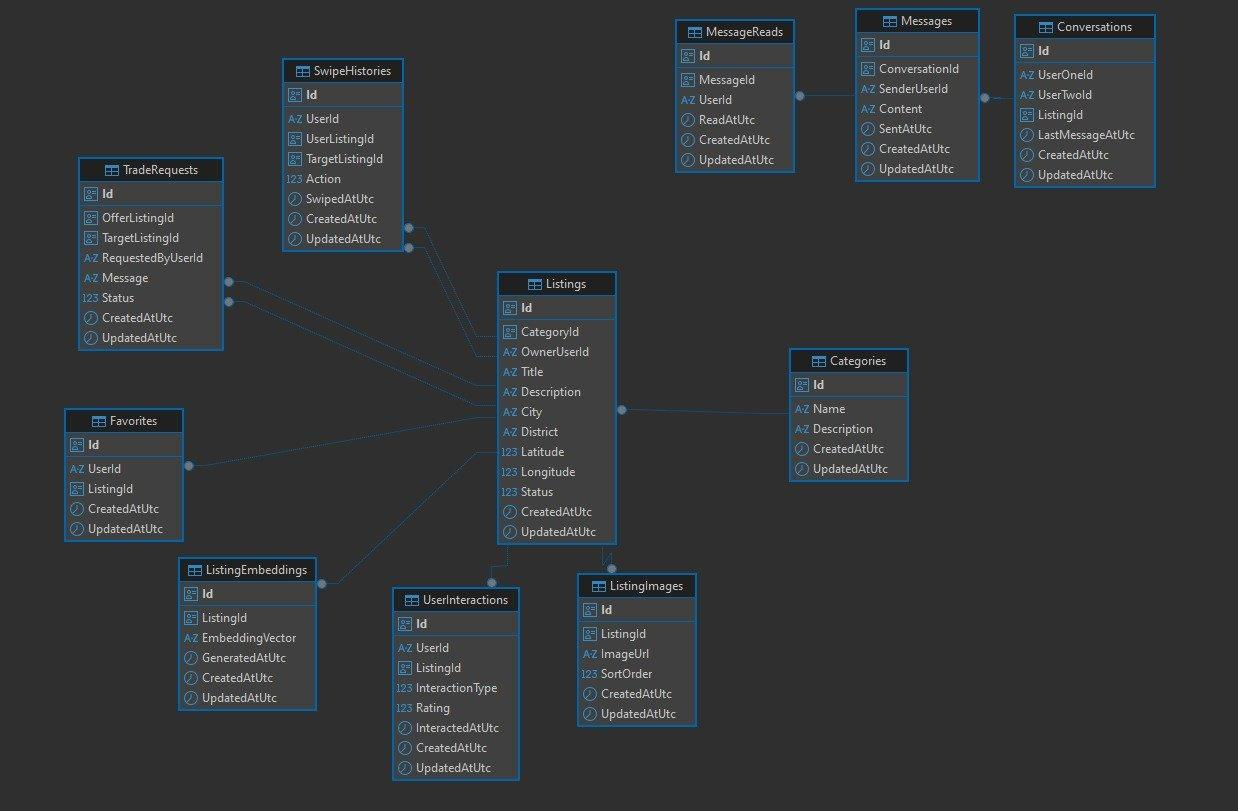 MessageReads
Id
MessageId
A-Z UserId
ReadAtUtc
CreatedAtUtc
UpdatedAtUtc
Messages
Id
ConversationId
A-Z SenderUserId
A-Z Content
SentAtUtc
CreatedAtUtc
UpdatedAtUtc
Conversations
Id
A-Z UserOneId
A-Z UserTwoId
ListingId
LastMessageAtUtc
CreatedAtUtc
UpdatedAtUtc
SwipeHistories
Id
A-Z UserId
UserListingId
TargetListingId
123 Action
SwipedAtUtc
CreatedAtUtc
UpdatedAtUtc
TradeRequests
Id
OfferListingId
TargetListingId
A-Z RequestedByUserId
A-Z Message
123 Status
CreatedAtUtc
UpdatedAtUtc
Listings
Id
CategoryId
A-Z OwnerUserId
A-Z Title
A-Z Description
A-Z City
A-Z District
123 Latitude
123 Longitude
123 Status
CreatedAtUtc
UpdatedAtUtc
Categories
Id
A-Z Name
A-Z Description
CreatedAtUtc
UpdatedAtUtc
Favorites
Id
A-Z UserId
ListingId
CreatedAtUtc
UpdatedAtUtc
ListingEmbeddings
Id
ListingId
A-Z EmbeddingVector
GeneratedAtUtc
CreatedAtUtc
UpdatedAtUtc
UserInteractions
Id
A-Z UserId
ListingId
123 InteractionType
123 Rating
InteractedAtUtc
CreatedAtUtc
UpdatedAtUtc
ListingImages
Id
ListingId
A-Z ImageUrl
123 SortOrder
CreatedAtUtc
UpdatedAtUtc